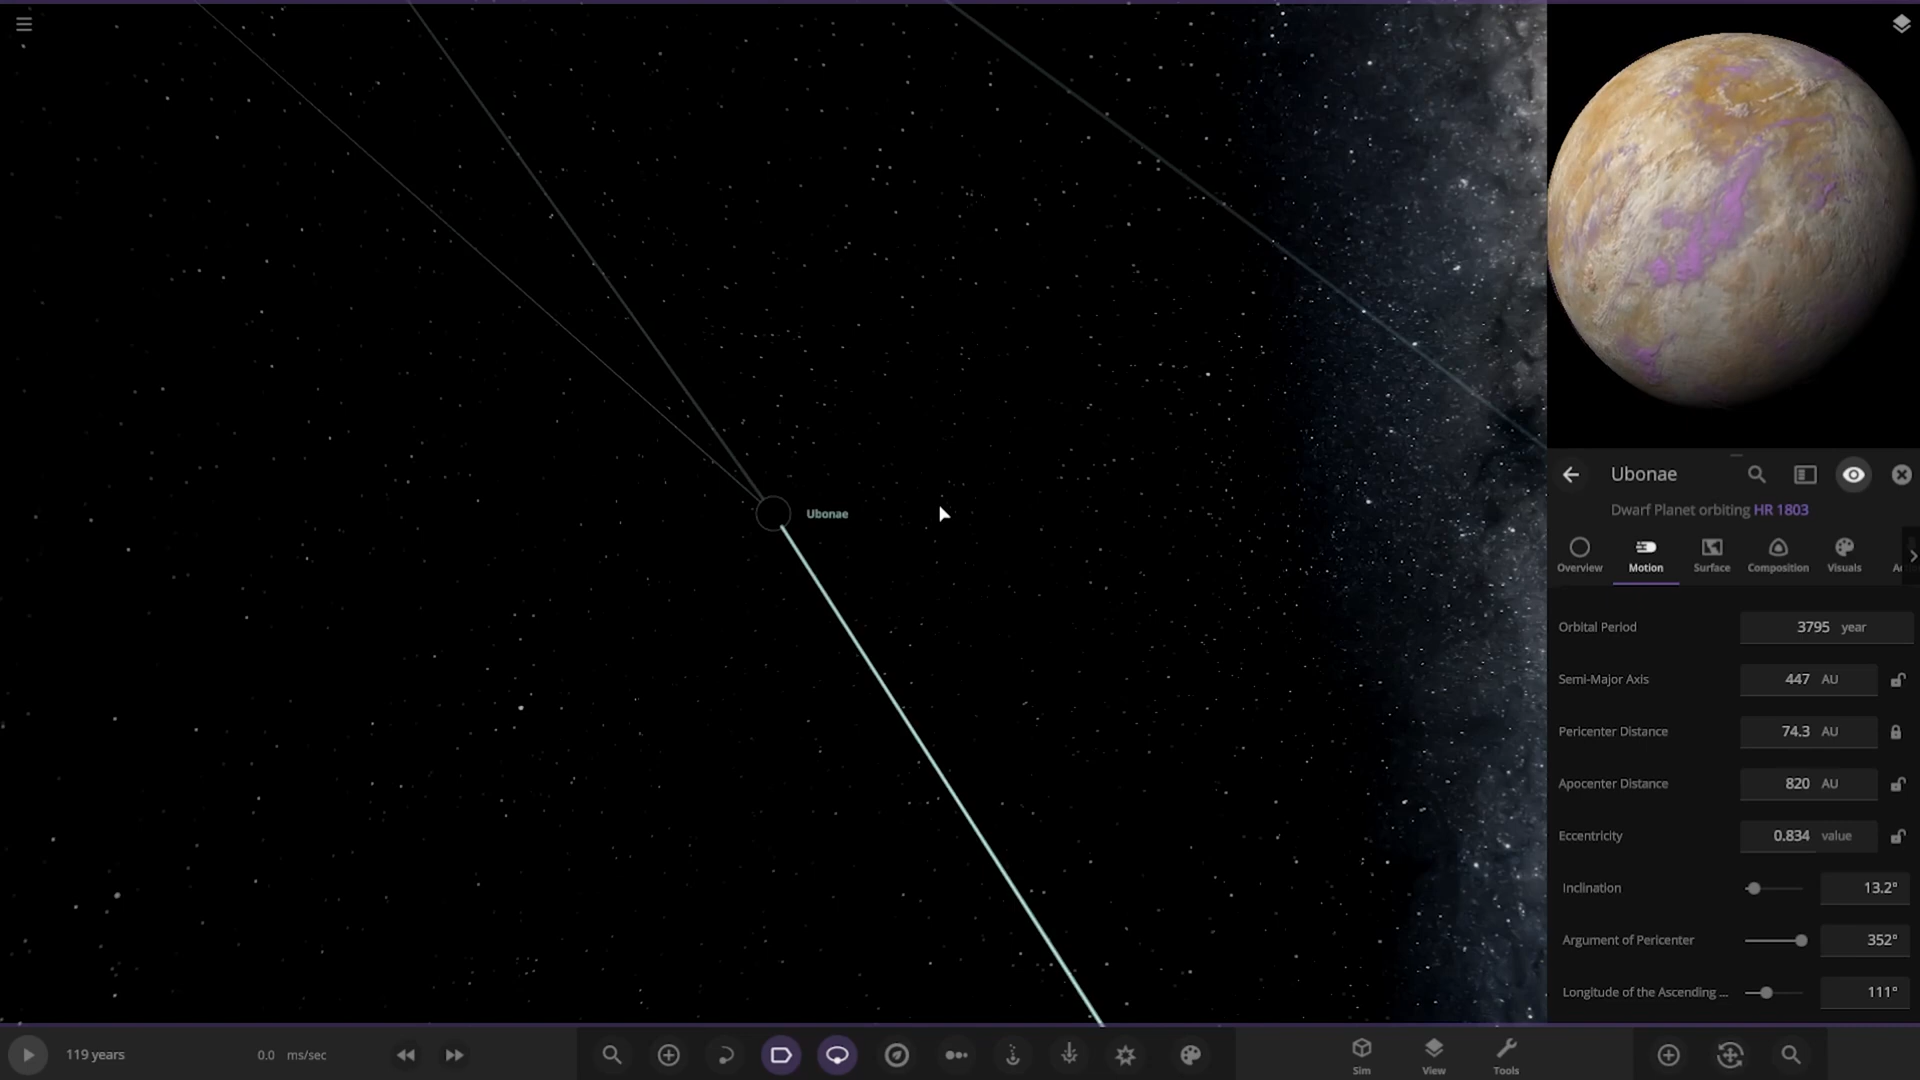 Ubonae
Ubonae
Dwarf Planet orbiting HR 1803
Overview
Motion
Surface
Composition
Visuals
Orbital Period 3795 year
Semi-Major Axis 447 AU
Pericenter Distance 74.3 AU
Apocenter Distance 820 AU
Eccentricity 0.834 value
Inclination 13.2°
Argument of Pericenter 352°
Longitude of the Ascending ... 111°
119 years
0.0 ms/sec
Sim
View
Tools